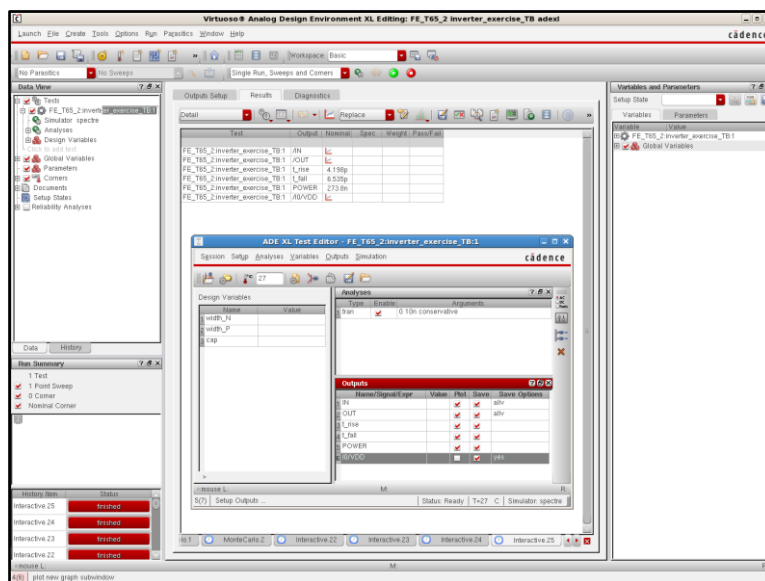 Virtuoso® Analog Design Environment XL Editing: FE_T65_2 inverter_exercise_TB adexl
Launch File Create Tools Options Run Parasitics Window Help
cādence
Workspace: Basic
No Parasitics
No Sweeps
Single Run, Sweeps and Corners
Data View
Tests
FE_T65_2:inverter_exercise_TB:1
Simulator spectre
Analyses
Design Variables
Click to add test
Global Variables
Parameters
Corners
Documents
Setup States
Reliability Analyses
Data
History
Run Summary
1 Test
1 Point Sweep
0 Corner
Nominal Corner
History Item Status
Interactive.25 finished
Interactive.24 finished
Interactive.23 finished
Interactive.22 finished
Outputs Setup
Results
Diagnostics
Detail
Replace
Test Output Nominal Spec Weight Pass/Fail
FE_T65_2:inverter_exercise_TB:1 /IN
FE_T65_2:inverter_exercise_TB:1 /OUT
FE_T65_2:inverter_exercise_TB:1 t_rise 4.198p
FE_T65_2:inverter_exercise_TB:1 t_fall 6.535p
FE_T65_2:inverter_exercise_TB:1 POWER 273.8n
FE_T65_2:inverter_exercise_TB:1 /I0/VDD
ADE XL Test Editor - FE_T65_2:inverter_exercise_TB:1
Session Setup Analyses Variables Outputs Simulation
cādence
27
Design Variables
Name Value
1 width_N
2 width_P
3 cap
>
Analyses
Type Enable Arguments
1 tran 0 10n conservative
Outputs
Name/Signal/Expr Value Plot Save Save Options
IN allv
OUT allv
t_rise
t_fall
POWER
I0/VDD yes
mouse L: M: R:
5(7) Setup Outputs ... Status: Ready T=27 C Simulator: spectre
lo.1 MonteCarlo.2 Interactive.22 Interactive.23 Interactive.24 Interactive.25
Variables and Parameters
Setup State
Variables
Parameters
Variable Value
FE_T65_2:inverter_exercise_TB:1
Global Variables
mouse L: M: R
4(6) plot new graph subwindow